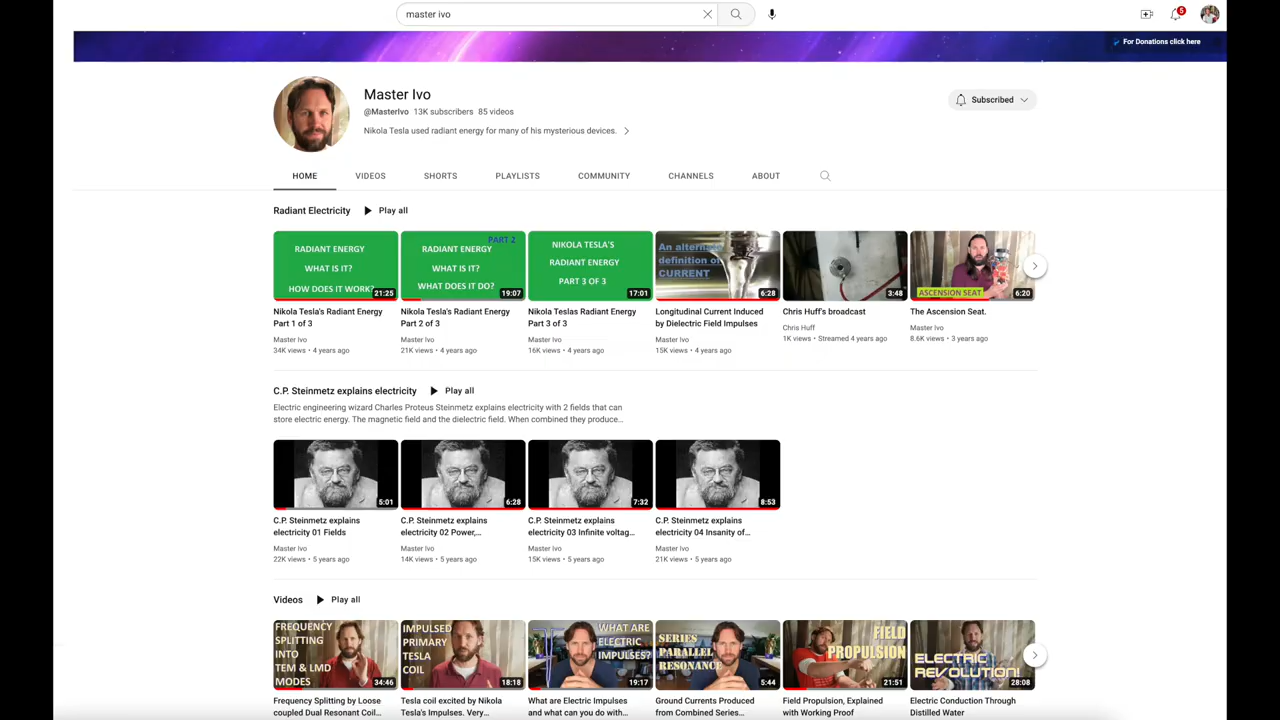 master ivo
5
For Donations click here
Master Ivo
@MasterIvo 13K subscribers 85 videos
Subscribed
Nikola Tesla used radiant energy for many of his mysterious devices.
HOME VIDEOS SHORTS PLAYLISTS COMMUNITY CHANNELS ABOUT
Radiant Electricity Play all
RADIANT ENERGY
WHAT IS IT?
HOW DOES IT WORK?
21:25
PART 2
RADIANT ENERGY
WHAT IS IT?
WHAT DOES IT DO?
19:07
NIKOLA TESLA'S
RADIANT ENERGY
PART 3 OF 3
17:01
An alternate
definition of
CURRENT
6:28
3:48
ASCENSION SEAT
6:20
Nikola Tesla's Radiant Energy
Part 1 of 3
Master Ivo
34K views • 4 years ago
Nikola Tesla's Radiant Energy
Part 2 of 3
Master Ivo
21K views • 4 years ago
Nikola Teslas Radiant Energy
Part 3 of 3
Master Ivo
16K views • 4 years ago
Longitudinal Current Induced
by Dielectric Field Impulses
Master Ivo
15K views • 4 years ago
Chris Huff's broadcast
Chris Huff
1K views • Streamed 4 years ago
The Ascension Seat.
Master Ivo
8.6K views • 3 years ago
C.P. Steinmetz explains electricity Play all
Electric engineering wizard Charles Proteus Steinmetz explains electricity with 2 fields that can
store electric energy. The magnetic field and the dielectric field. When combined they produce…
5:01
6:28
7:32
8:53
C.P. Steinmetz explains
electricity 01 Fields
Master Ivo
22K views • 5 years ago
C.P. Steinmetz explains
electricity 02 Power,…
Master Ivo
14K views • 5 years ago
C.P. Steinmetz explains
electricity 03 Infinite voltag…
Master Ivo
15K views • 5 years ago
C.P. Steinmetz explains
electricity 04 Insanity of…
Master Ivo
21K views • 5 years ago
Videos Play all
FREQUENCY
SPLITTING
INTO
TEM & LMD
MODES
34:46
IMPULSED
PRIMARY
TESLA
COIL
18:18
WHAT ARE
ELECTRIC
IMPULSES?
19:17
SERIES
PARALLEL
RESONANCE
5:44
FIELD
PROPULSION
21:51
ELECTRIC
REVOLUTION!
28:08
Frequency Splitting by Loose
coupled Dual Resonant Coil…
Tesla coil excited by Nikola
Tesla's Impulses. Very…
What are Electric Impulses
and what can you do with…
Ground Currents Produced
from Combined Series…
Field Propulsion, Explained
with Working Proof
Electric Conduction Through
Distilled Water